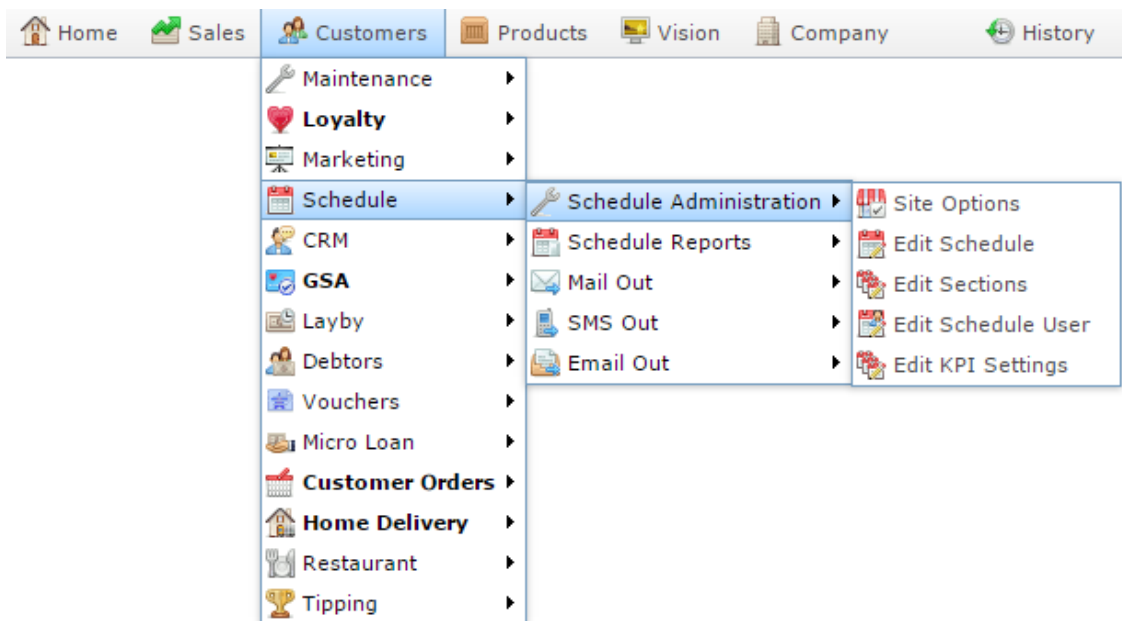 Home Sales Customers Products Vision Company History
Maintenance
Loyalty
Marketing
Schedule Schedule Administration Site Options
CRM Schedule Reports Edit Schedule
GSA Mail Out Edit Sections
Layby SMS Out Edit Schedule User
Debtors Email Out Edit KPI Settings
Vouchers
Micro Loan
Customer Orders
Home Delivery
Restaurant
Tipping